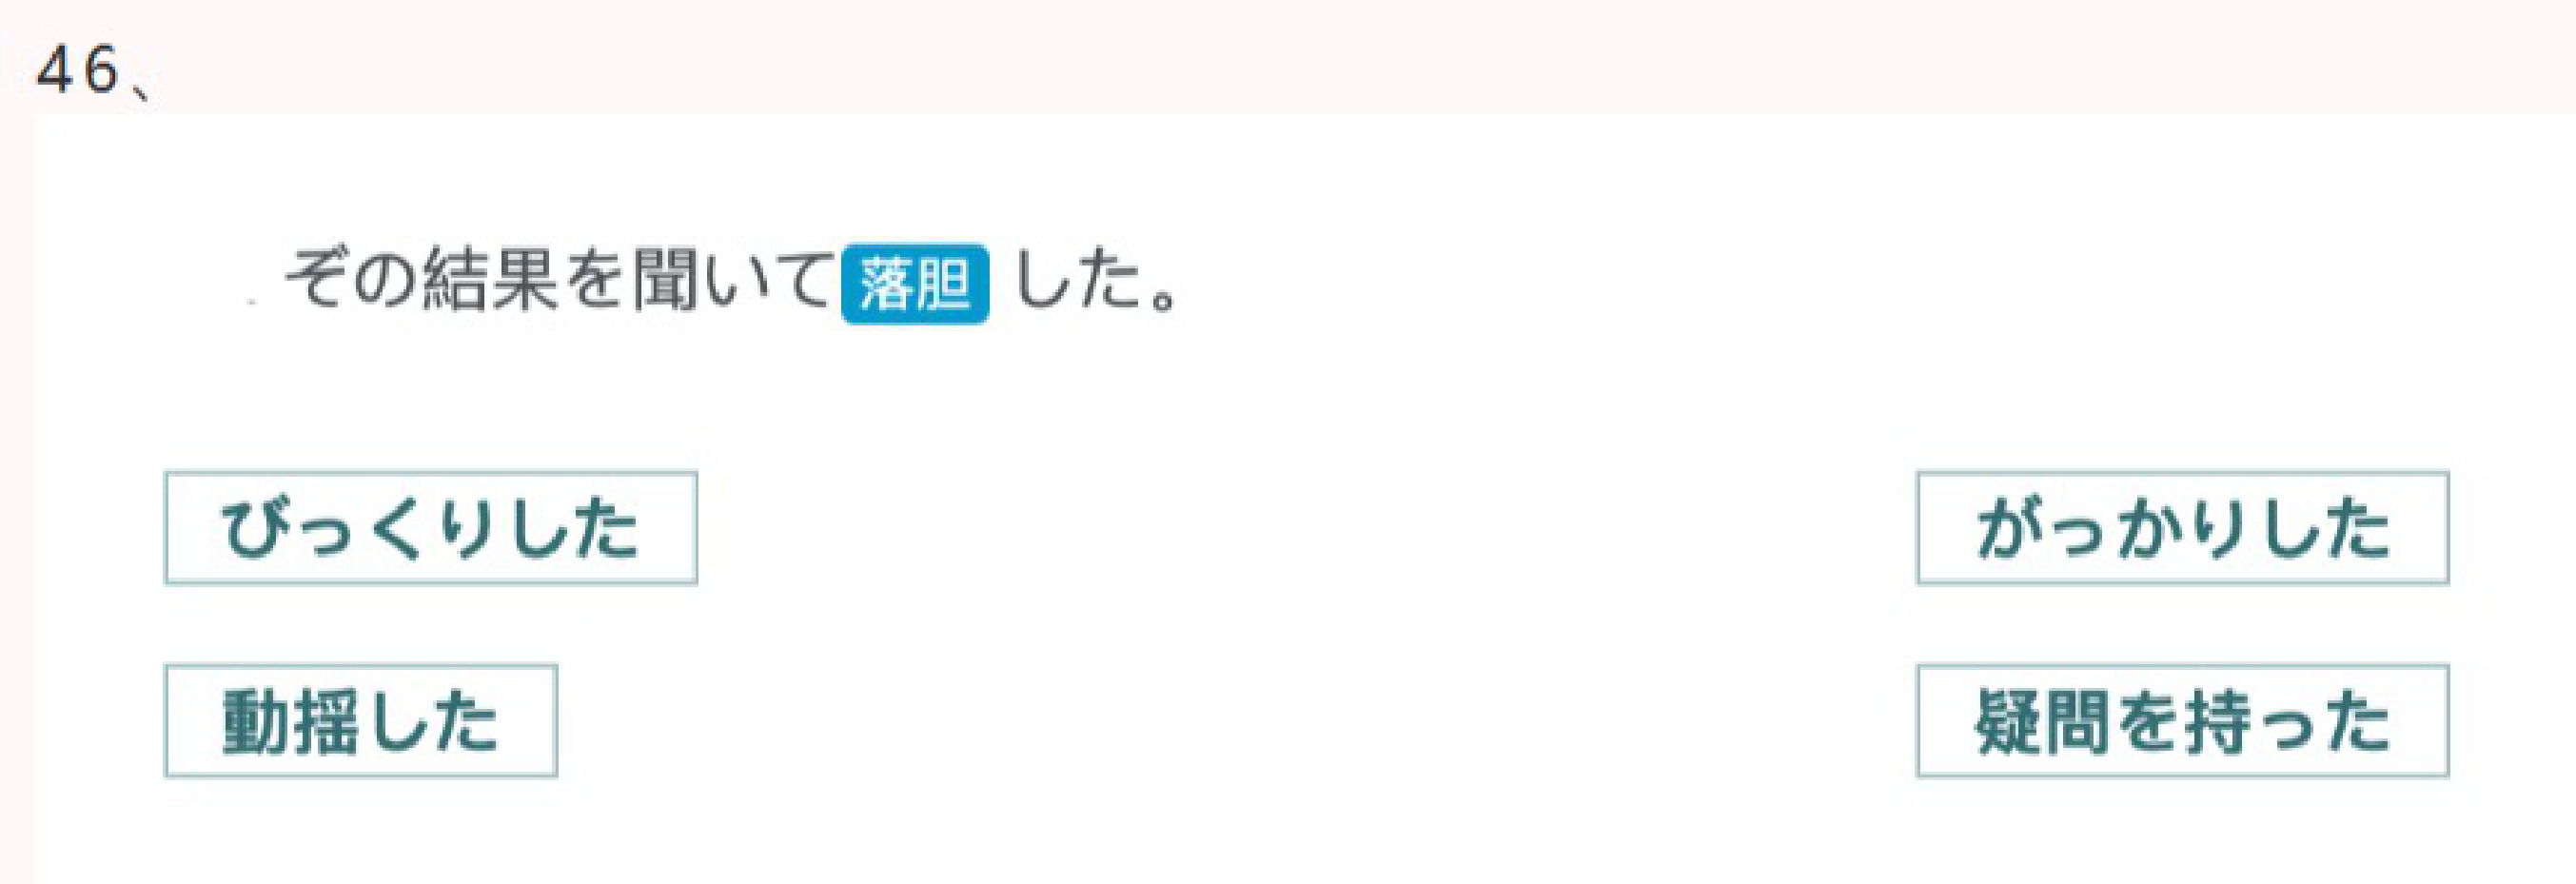 46、
ぞの結果を聞いて落胆した。
びっくりした
がっかりした
動揺した
疑問を持った